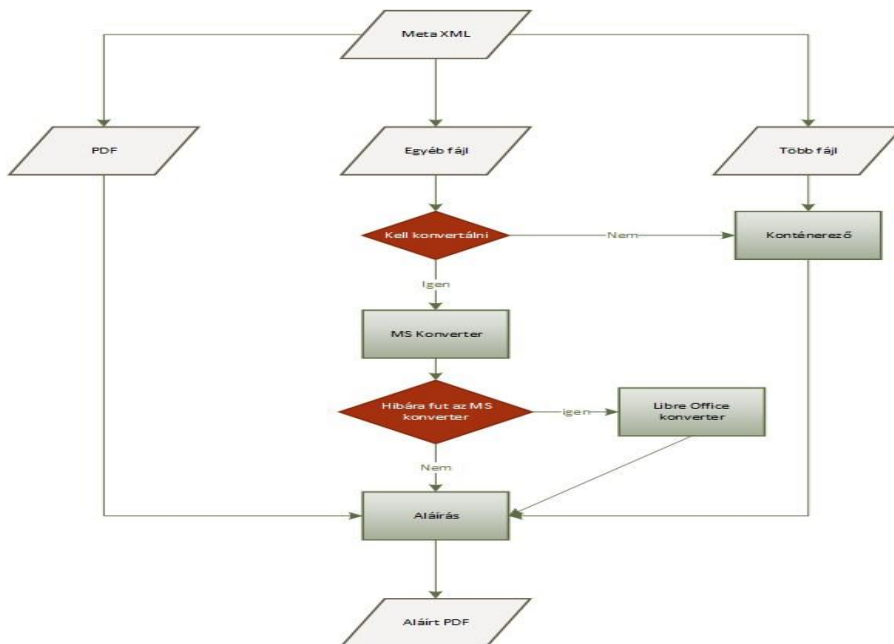 Meta XML
PDF
Egyéb fájl
Több fájl
Kell konvertálni
Nem
Konténerező
Igen
MS Konverter
Hibára fut az MS
konverter
igen
Libre Office
konverter
Nem
Aláírás
Aláírt PDF